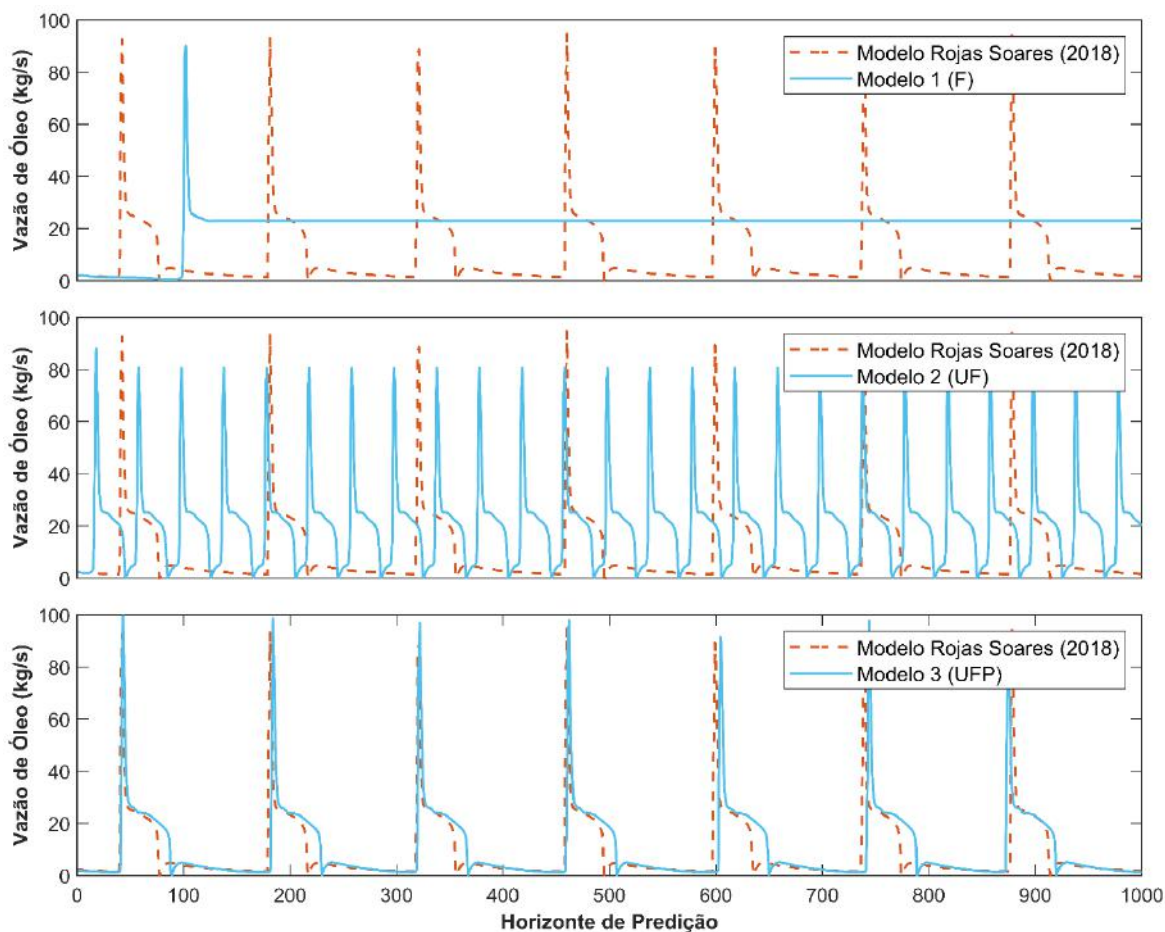 100
80
60
40
20
0
Vazão de Óleo (kg/s)
Modelo Rojas Soares (2018)
Modelo 1 (F)
100
80
60
40
20
0
Vazão de Óleo (kg/s)
Modelo Rojas Soares (2018)
Modelo 2 (UF)
100
80
60
40
20
0
Vazão de Óleo (kg/s)
Modelo Rojas Soares (2018)
Modelo 3 (UFP)
0 100 200 300 400 500 600 700 800 900 1000
Horizonte de Predição